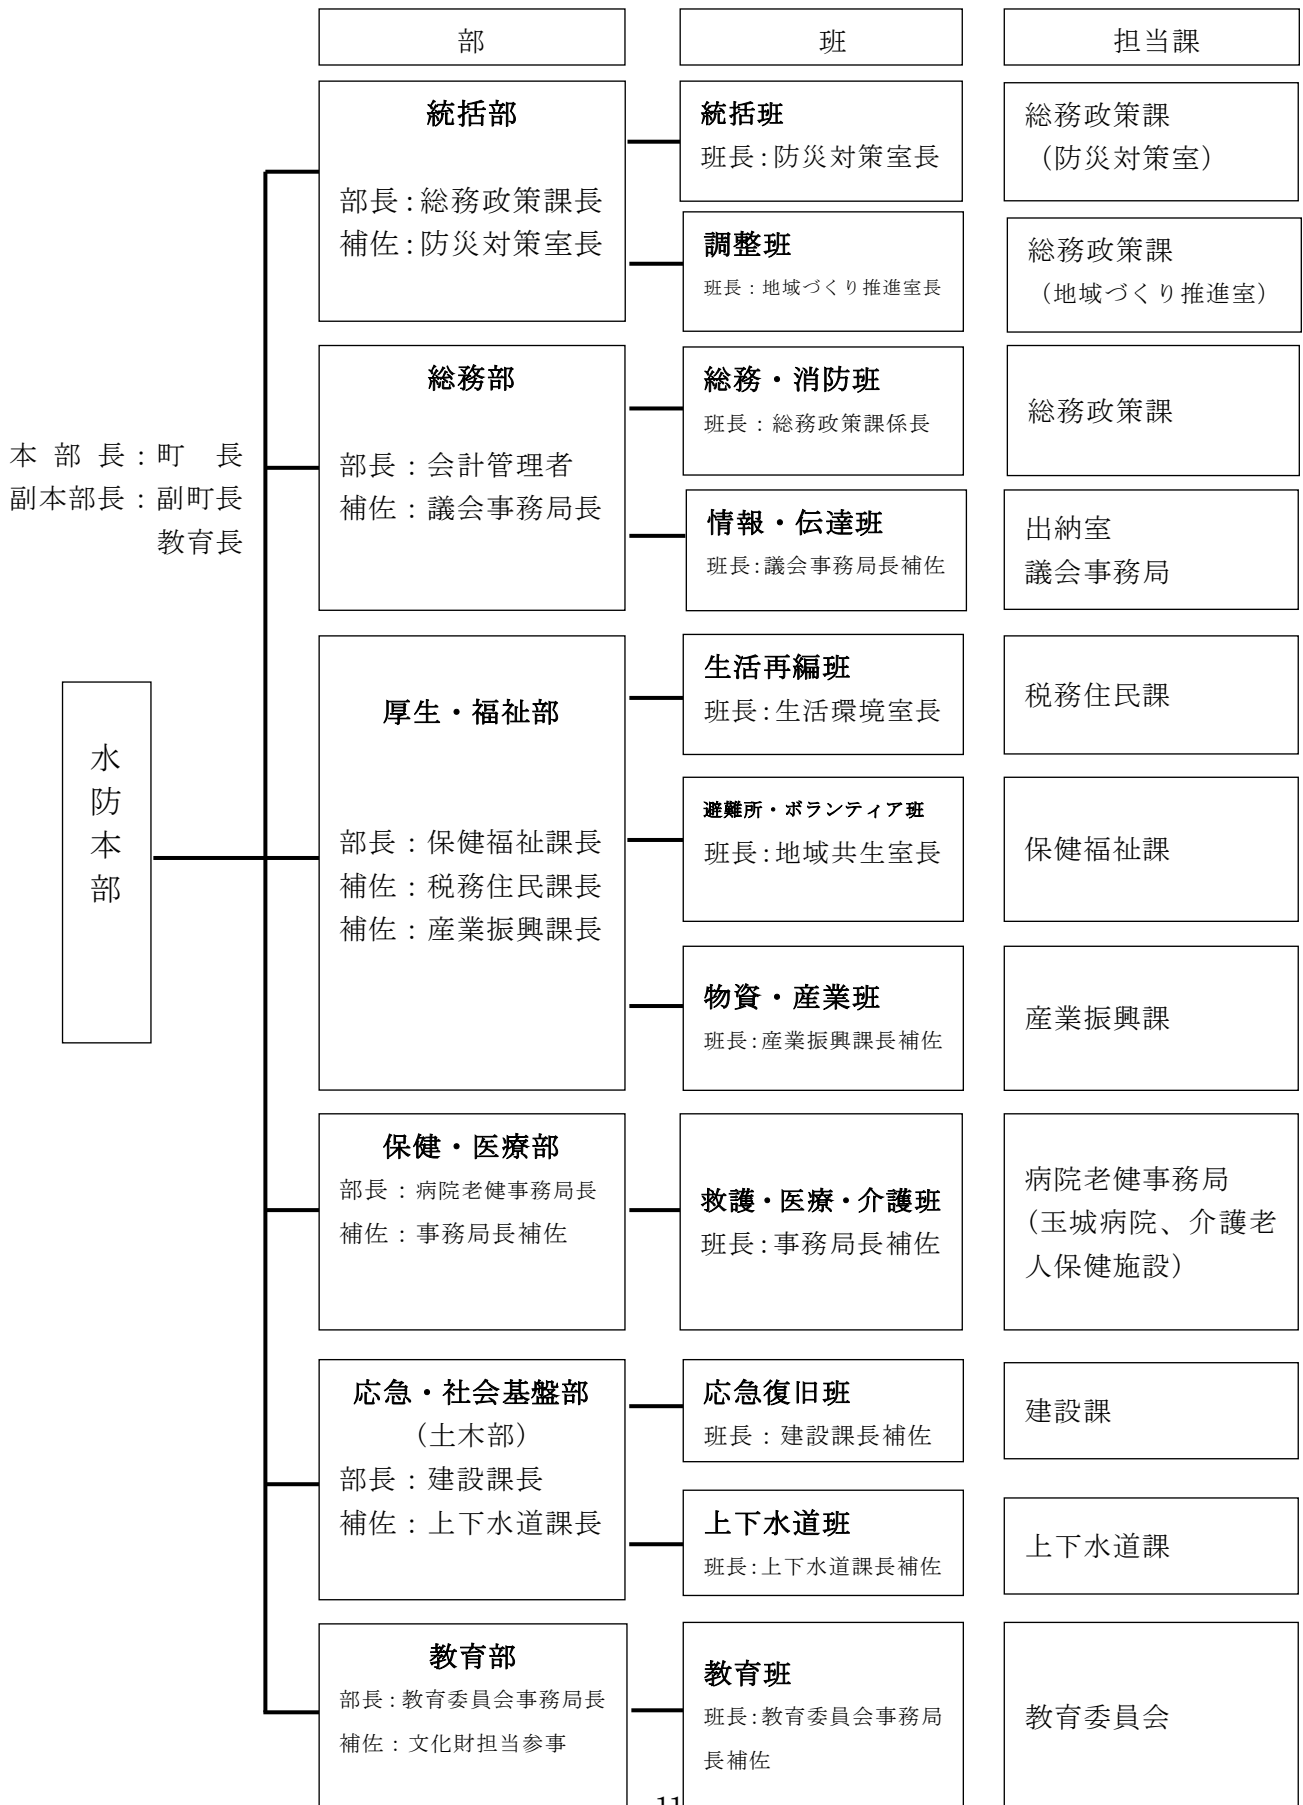 部
班
担当課
本 部 長：町　長
副本部長：副町長
教育長
水
防
本
部
統括部
部長：総務政策課長
補佐：防災対策室長
統括班
班長：防災対策室長
総務政策課
（防災対策室）
調整班
班長：地域づくり推進室長
総務政策課
（地域づくり推進室）
総務部
部長：会計管理者
補佐：議会事務局長
総務・消防班
班長：総務政策課係長
総務政策課
情報・伝達班
班長：議会事務局長補佐
出納室
議会事務局
厚生・福祉部
部長：保健福祉課長
補佐：税務住民課長
補佐：産業振興課長
生活再編班
班長：生活環境室長
税務住民課
避難所・ボランティア班
班長：地域共生室長
保健福祉課
物資・産業班
班長：産業振興課長補佐
産業振興課
保健・医療部
部長：病院老健事務局長
補佐：事務局長補佐
救護・医療・介護班
班長：事務局長補佐
病院老健事務局
（玉城病院、介護老
人保健施設）
応急・社会基盤部
（土木部）
部長：建設課長
補佐：上下水道課長
応急復旧班
班長：建設課長補佐
建設課
上下水道班
班長：上下水道課長補佐
上下水道課
教育部
部長：教育委員会事務局長
補佐：文化財担当参事
教育班
班長：教育委員会事務局
長補佐
教育委員会
11